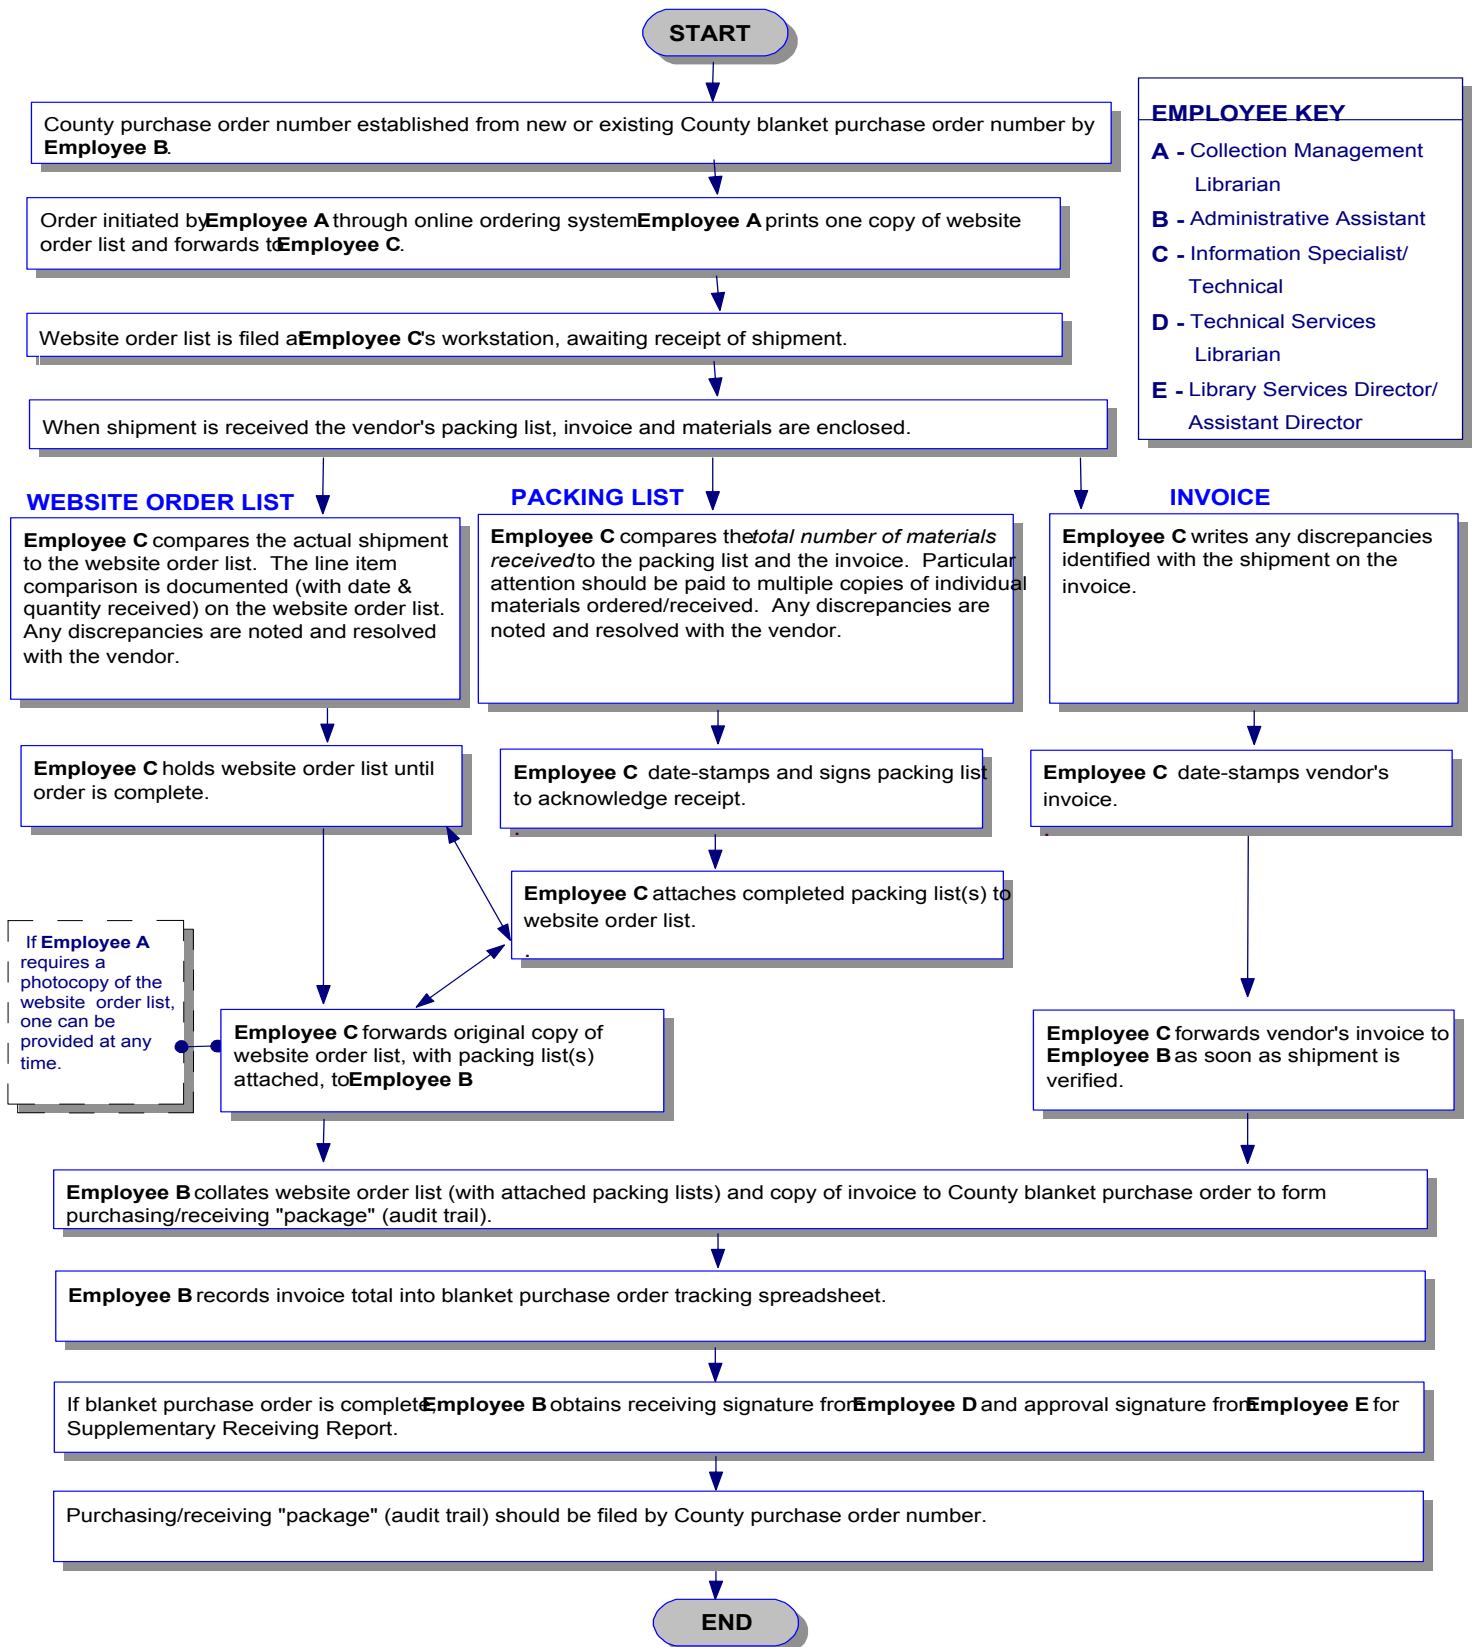 START
County purchase order number established from new or existing County blanket purchase order number by
Employee B.
EMPLOYEE KEY
A - Collection Management
Librarian
B - Administrative Assistant
C - Information Specialist/
Technical
D - Technical Services
Librarian
E - Library Services Director/
Assistant Director
Order initiated by Employee A through online ordering system Employee A prints one copy of website
order list and forwards to Employee C.
Website order list is filed at Employee C's workstation, awaiting receipt of shipment.
When shipment is received the vendor's packing list, invoice and materials are enclosed.
WEBSITE ORDER LIST
Employee C compares the actual shipment
to the website order list. The line item
comparison is documented (with date &
quantity received) on the website order list.
Any discrepancies are noted and resolved
with the vendor.
PACKING LIST
Employee C compares the total number of materials
received to the packing list and the invoice. Particular
attention should be paid to multiple copies of individual
materials ordered/received. Any discrepancies are
noted and resolved with the vendor.
INVOICE
Employee C writes any discrepancies
identified with the shipment on the
invoice.
Employee C holds website order list until
order is complete.
Employee C date-stamps and signs packing list
to acknowledge receipt.
.
Employee C date-stamps vendor's
invoice.
.
Employee C attaches completed packing list(s) to
website order list.
.
If Employee A
requires a
photocopy of the
website order list,
one can be
provided at any
time.
Employee C forwards original copy of
website order list, with packing list(s)
attached, to Employee B
Employee C forwards vendor's invoice to
Employee B as soon as shipment is
verified.
Employee B collates website order list (with attached packing lists) and copy of invoice to County blanket purchase order to form
purchasing/receiving "package" (audit trail).
Employee B records invoice total into blanket purchase order tracking spreadsheet.
If blanket purchase order is complete, Employee B obtains receiving signature from Employee D and approval signature from Employee E for
Supplementary Receiving Report.
Purchasing/receiving "package" (audit trail) should be filed by County purchase order number.
END